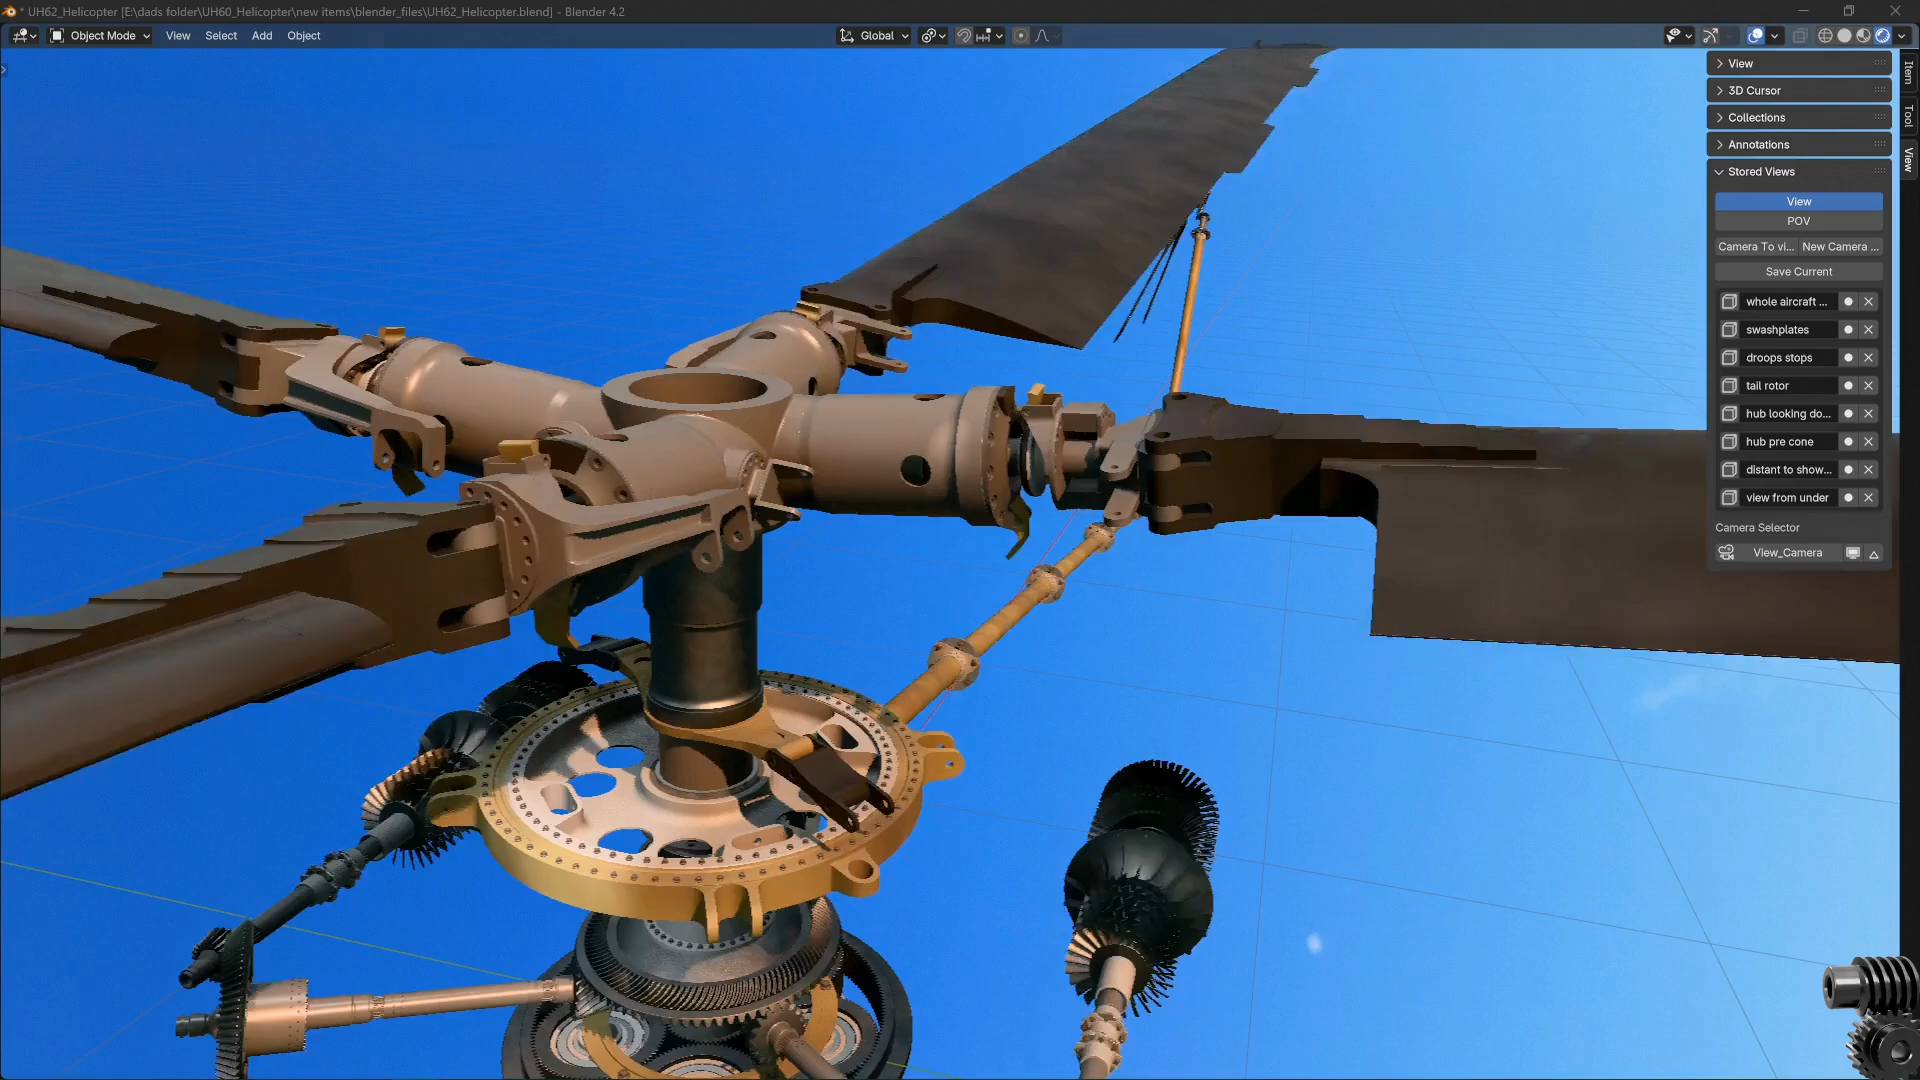 * UH62_Helicopter [E:\dads folder\UH60_Helicopter\new items\blender_files\UH62_Helicopter.blend] - Blender 4.2
Object Mode View Select Add Object Global
View
3D Cursor
Collections
Annotations
Stored Views
View
POV
Camera To vi... New Camera ...
Save Current
whole aircraft ...
swashplates
droops stops
tail rotor
hub looking do...
hub pre cone
distant to show...
view from under
Camera Selector
View_Camera
Item
Tool
View